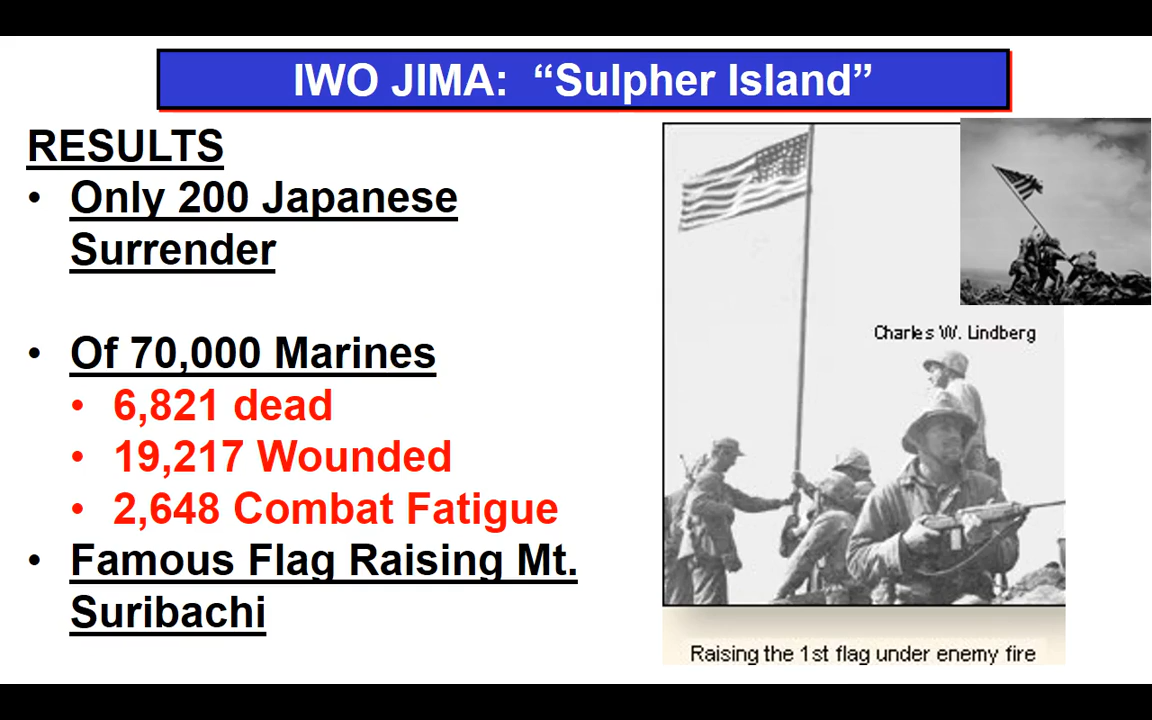 IWO JIMA: “Sulpher Island”
RESULTS
• Only 200 Japanese
Surrender
• Of 70,000 Marines
• 6,821 dead
• 19,217 Wounded
• 2,648 Combat Fatigue
• Famous Flag Raising Mt.
Suribachi
Charles W. Lindberg
Raising the 1st flag under enemy fire